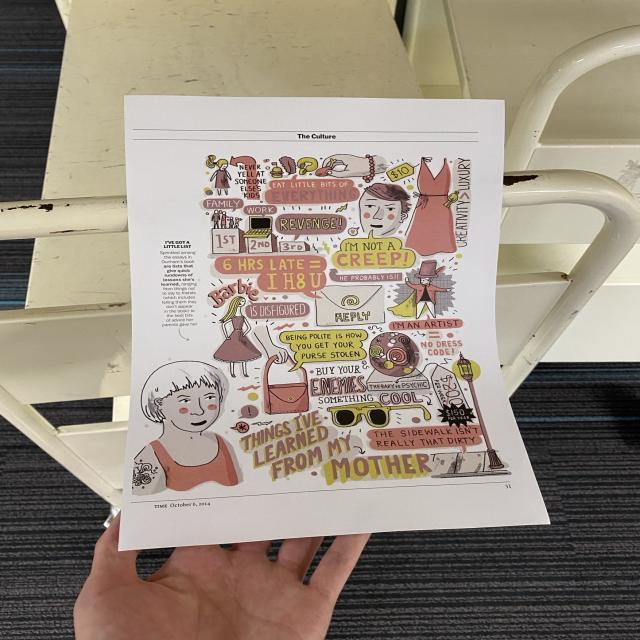 The Culture
NEVER
YELL AT
SOMEONE
ELSE'S
KIDS
EAT LITTLE BITS OF
EVERYTHING
$10
CREATIVITY > LUXURY
FAMILY
WORK
REVENGE!
1ST
2ND
3rd
I'M NOT A
CREEP!
HE PROBABLY IS!!
I'VE GOT A
LITTLE LIST
Sprinkled among
the essays in
Dunham's book
are lists that
give quick
rundowns of
lessons she's
learned, ranging
from things not
to say to friends
(which includes
telling them they
don't appear
in the book) to
the best bits
of advice her
parents gave her
6 HRS LATE =
I H8 U
Barbie
IS DISFIGURED
REPLY
I'M AN ARTIST
=
NO DRESS
CODE!
BEING POLITE IS HOW
YOU GET YOUR
PURSE STOLEN
BUY YOUR
ENEMIES
SOMETHING
COOL
THERAPY
PSYCHIC
$150
THINGS I'VE
LEARNED
FROM MY
MOTHER
THE SIDEWALK ISN'T
REALLY THAT DIRTY
TIME October 6, 2014
51